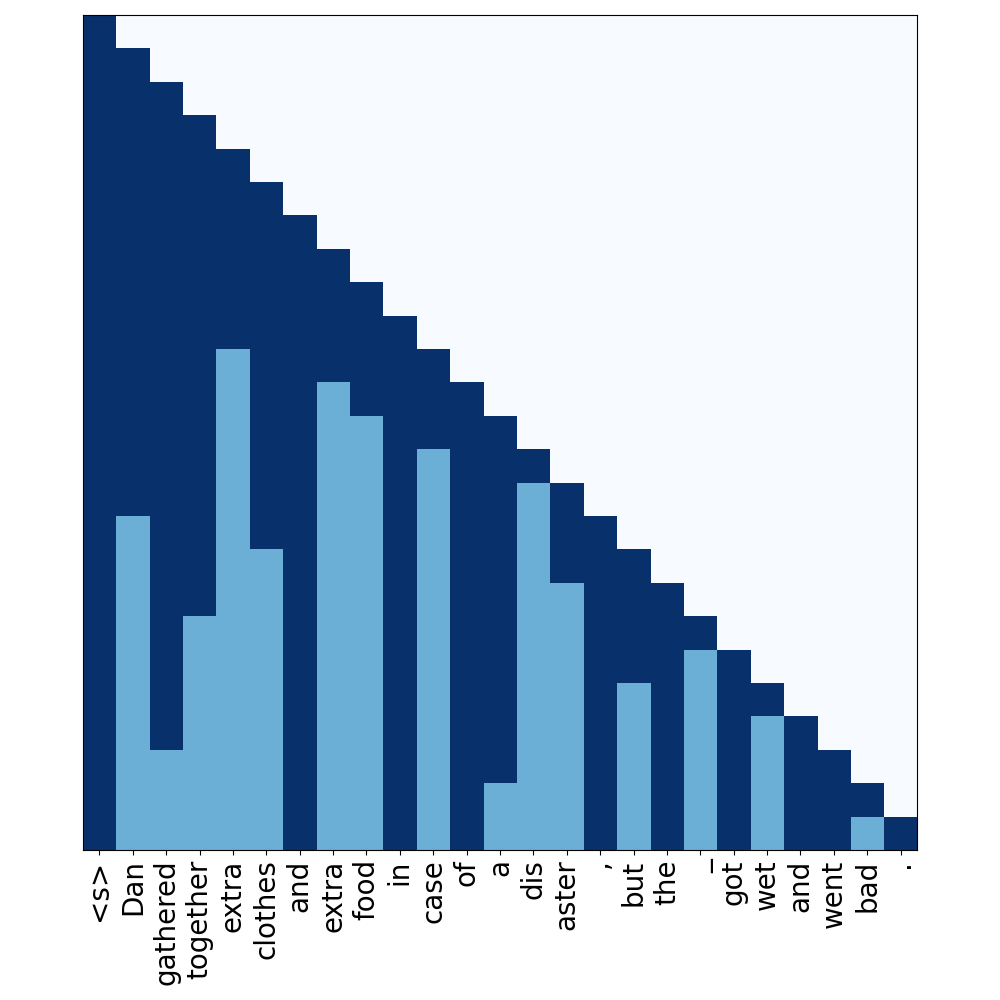 <s> Dan gathered together extra clothes and extra food in case of a dis aster , but the _ got wet and went bad .